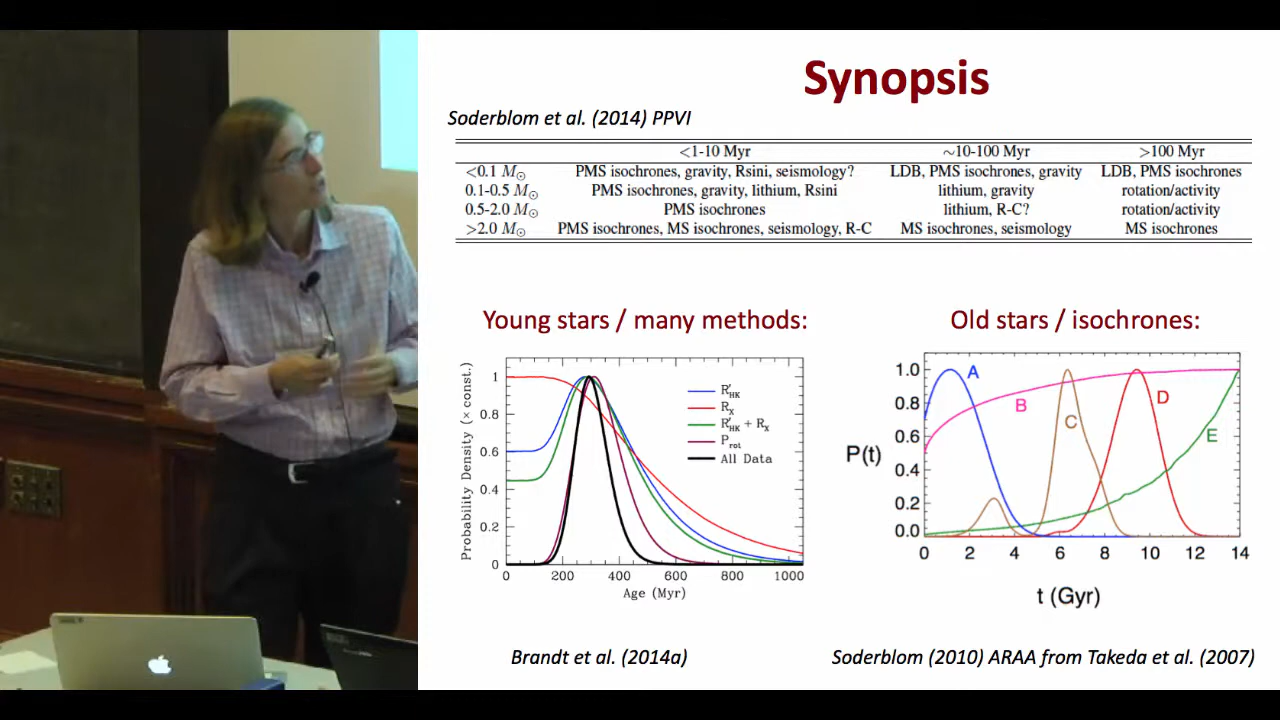 Synopsis
Soderblom et al. (2014) PPVI
<1-10 Myr ~10-100 Myr >100 Myr
<0.1 M⊙ PMS isochrones, gravity, Rsini, seismology? LDB, PMS isochrones, gravity LDB, PMS isochrones
0.1-0.5 M⊙ PMS isochrones, gravity, lithium, Rsini lithium, gravity rotation/activity
0.5-2.0 M⊙ PMS isochrones lithium, R-C? rotation/activity
>2.0 M⊙ PMS isochrones, MS isochrones, seismology, R-C MS isochrones, seismology MS isochrones
Young stars / many methods:
Probability Density (× const.)
1
0.8
0.6
0.4
0.2
0
R'HK
RX
R'HK + RX
Prot
All Data
0 200 400 600 800 1000
Age (Myr)
Brandt et al. (2014a)
Old stars / isochrones:
P(t)
1.0
0.8
0.6
0.4
0.2
0.0
A
B
C
D
E
0 2 4 6 8 10 12 14
t (Gyr)
Soderblom (2010) ARAA from Takeda et al. (2007)